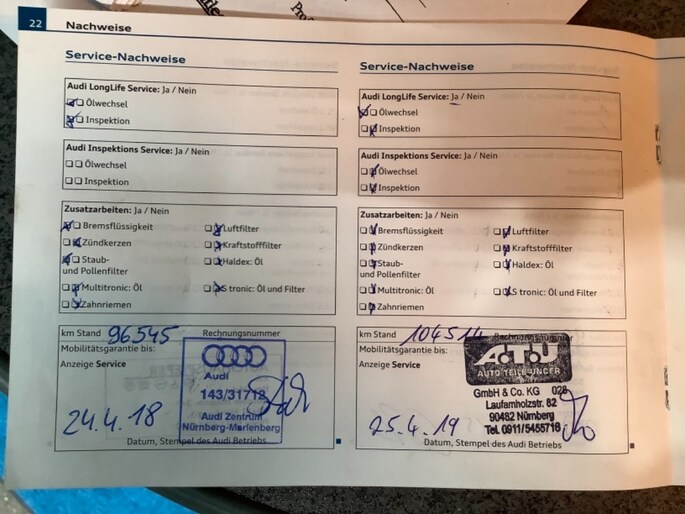 22
Nachweise
Service-Nachweise
Audi LongLife Service: Ja / Nein
Ölwechsel
Inspektion
Audi Inspektions Service: Ja / Nein
Ölwechsel
Inspektion
Zusatzarbeiten: Ja / Nein
Bremsflüssigkeit
Luftfilter
Zündkerzen
Kraftstofffilter
Staub-
und Pollenfilter
Haldex: Öl
Multitronic: Öl
S tronic: Öl und Filter
Zahnriemen
km Stand 96545 Rechnungsnummer
Mobilitätsgarantie bis:
Anzeige Service
Audi
143/31718
Audi Zentrum
Nürnberg-Marienberg
24.4.18
Datum, Stempel des Audi Betriebs
Service-Nachweise
Audi LongLife Service: Ja / Nein
Ölwechsel
Inspektion
Audi Inspektions Service: Ja / Nein
Ölwechsel
Inspektion
Zusatzarbeiten: Ja / Nein
Bremsflüssigkeit
Luftfilter
Zündkerzen
Kraftstofffilter
Staub-
und Pollenfilter
Haldex: Öl
Multitronic: Öl
S tronic: Öl und Filter
Zahnriemen
km Stand 104514 Rechnungsnummer
Mobilitätsgarantie bis:
Anzeige Service
A.T.U
AUTO-TEILE-UNGER
GmbH & Co. KG 028
Laufamholzstr. 82
90482 Nürnberg
Tel. 0911/5455716
25.4.19
Datum, Stempel des Audi Betriebs